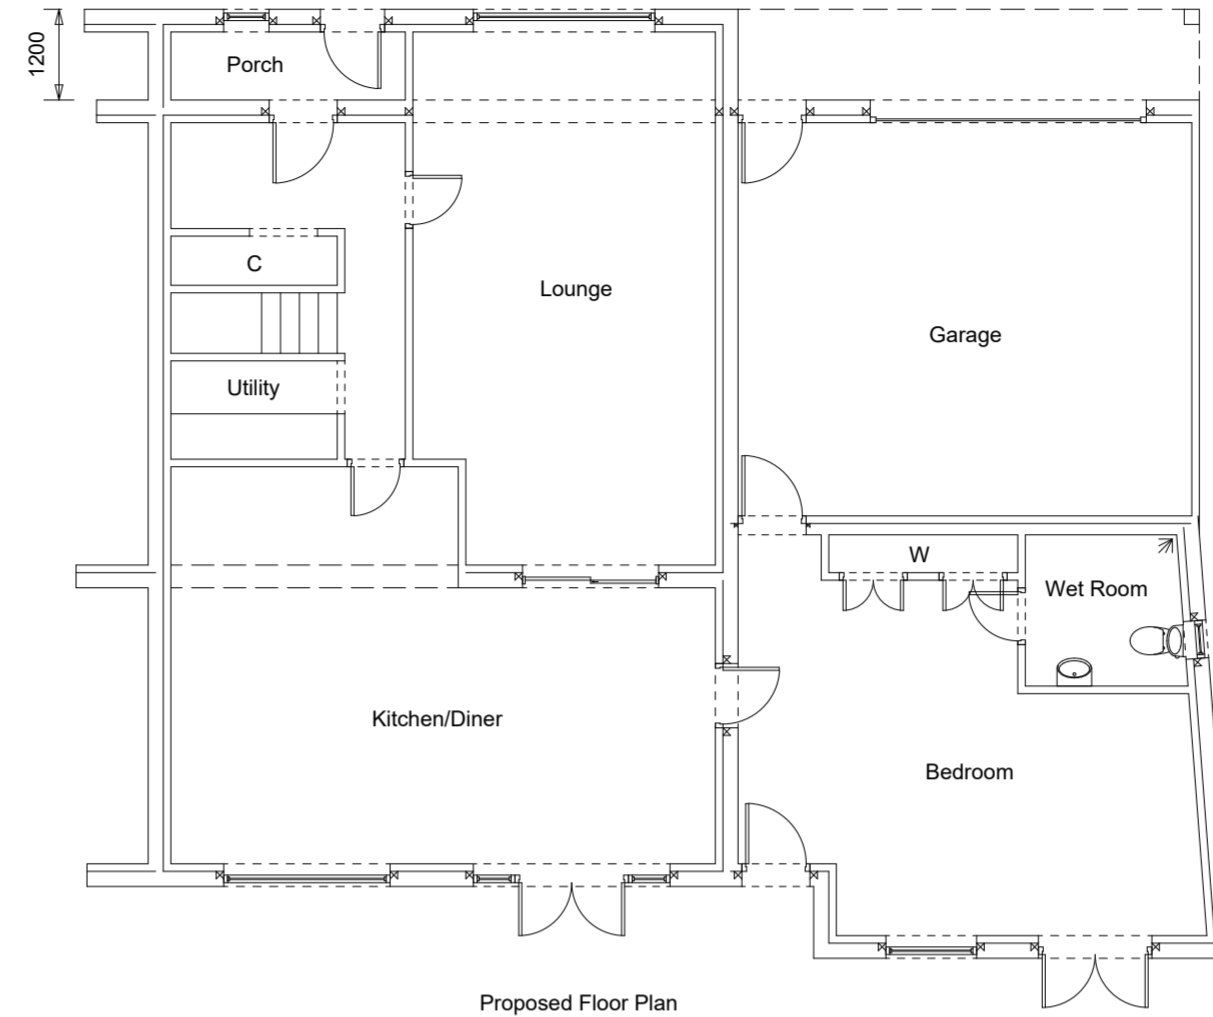 1200
Porch
C
Lounge
Garage
Utility
W
Wet Room
Kitchen/Diner
Bedroom
Proposed Floor Plan